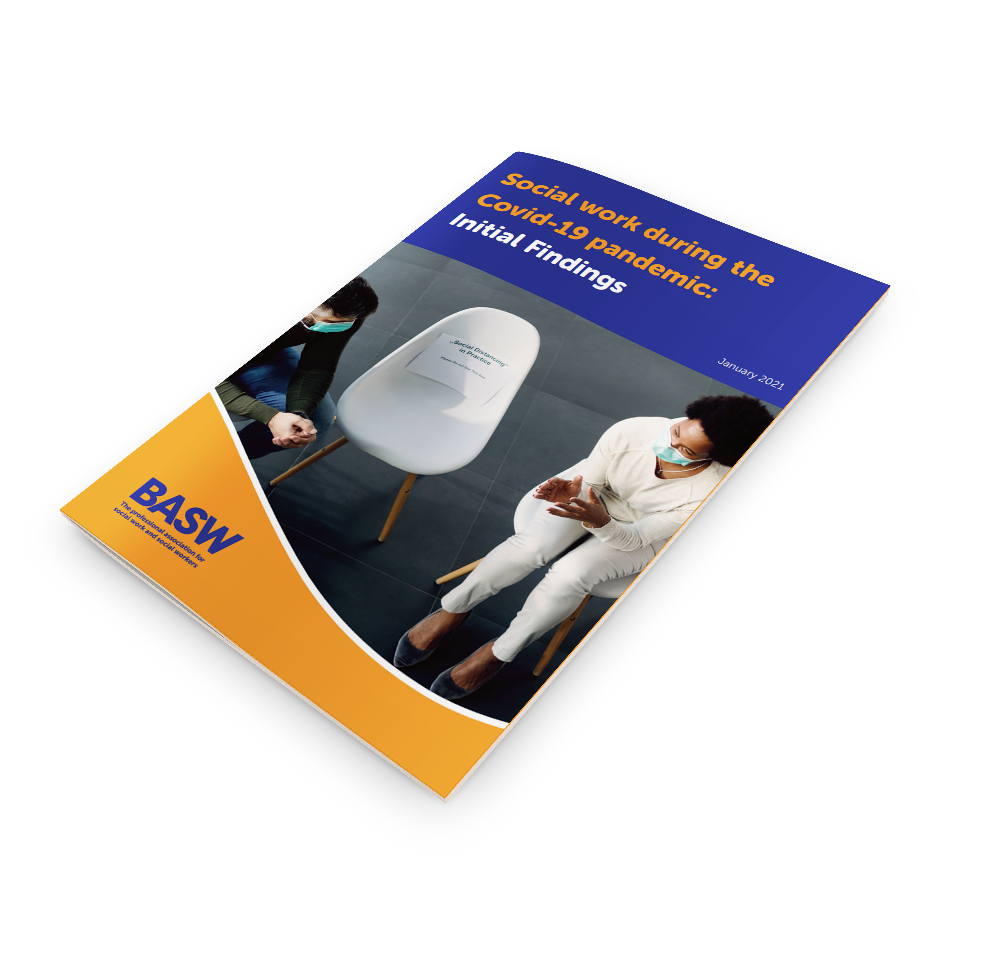 Social work during the
Covid-19 pandemic:
Initial Findings
January 2021
„Social Distancing“
in Practice
Please Do not Use This Seat
BASW
The professional association for
social work and social workers